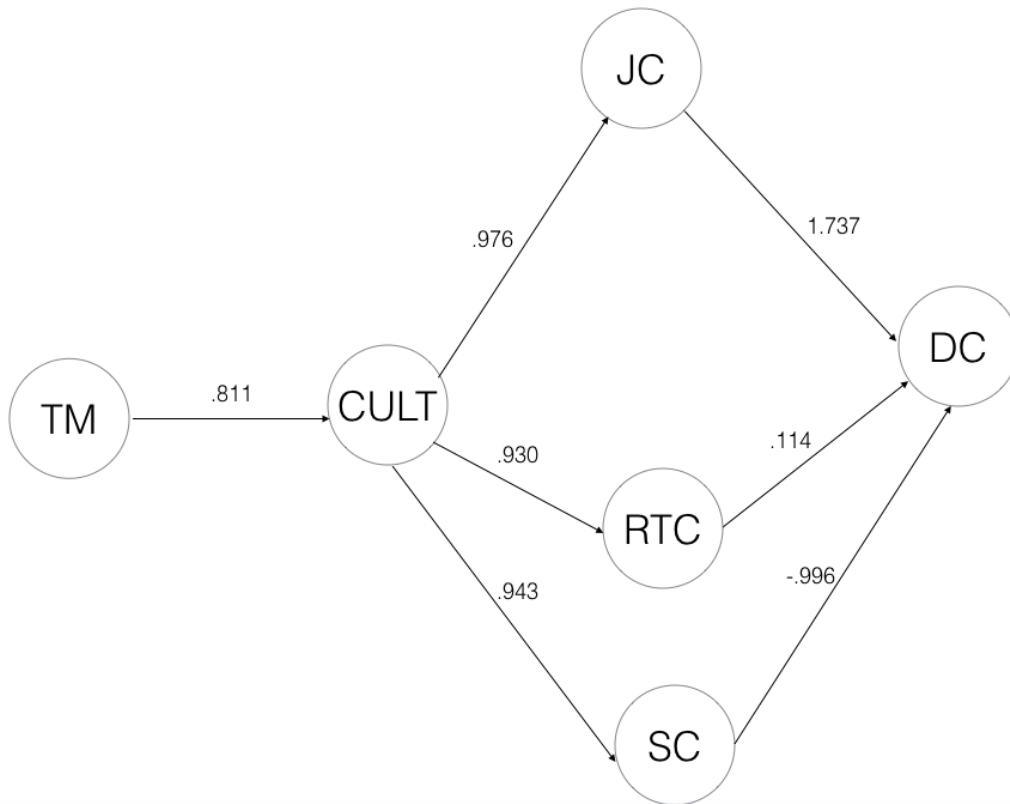 JC
.976
1.737
DC
TM
.811
CULT
.930
.114
RTC
.943
-.996
SC